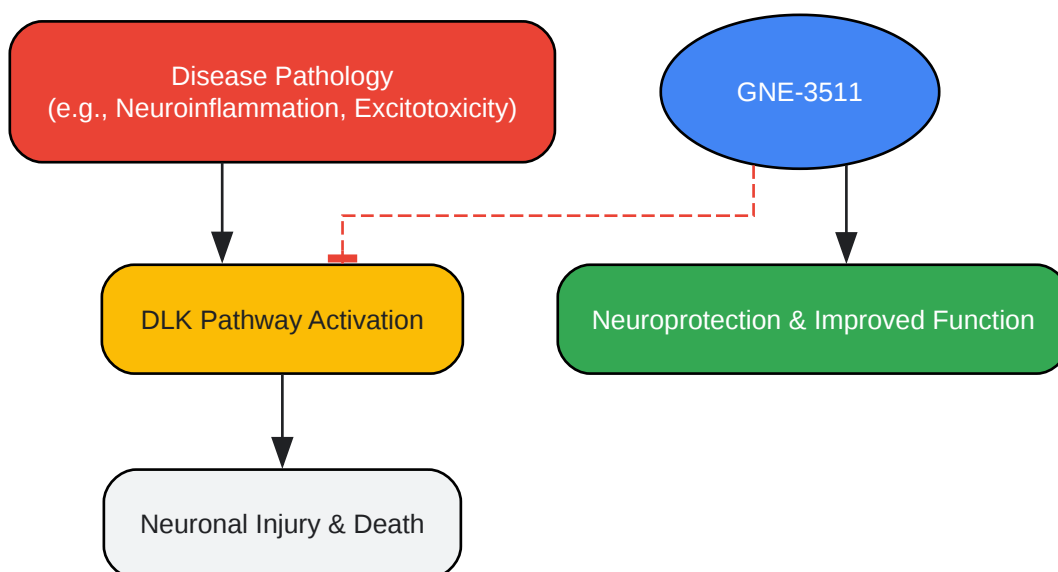 Disease Pathology
(e.g., Neuroinflammation, Excitotoxicity)
GNE-3511
DLK Pathway Activation
Neuroprotection & Improved Function
Neuronal Injury & Death